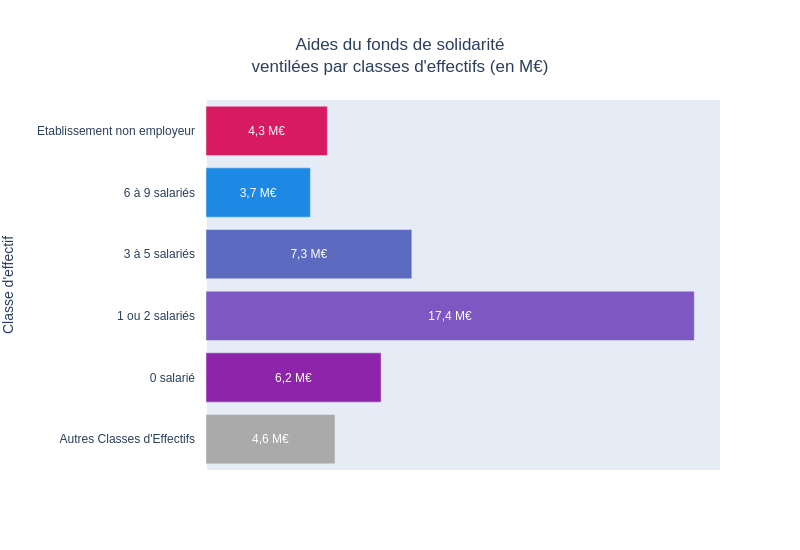 Aides du fonds de solidarité
ventilées par classes d'effectifs (en M€)
Classe d'effectif
Etablissement non employeur
4,3 M€
6 à 9 salariés
3,7 M€
3 à 5 salariés
7,3 M€
1 ou 2 salariés
17,4 M€
0 salarié
6,2 M€
Autres Classes d'Effectifs
4,6 M€